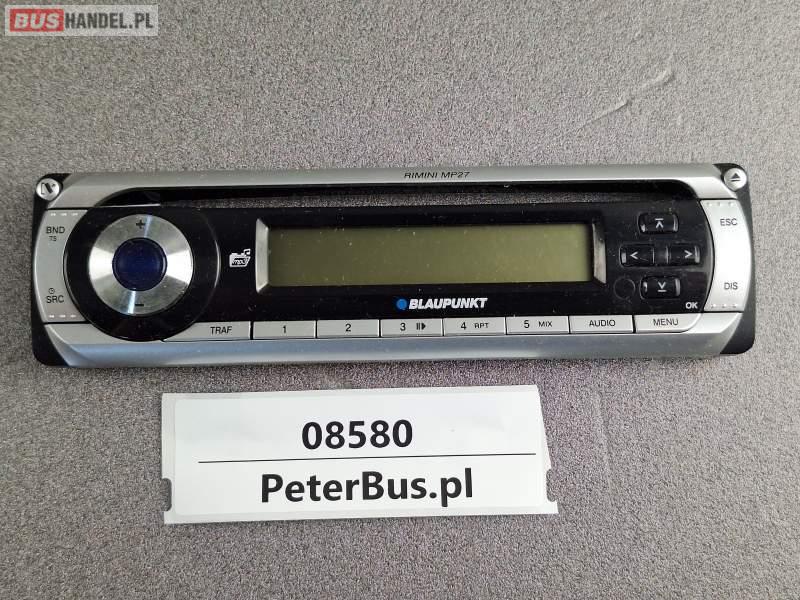 BUSHANDEL.PL
RIMINI MP27
BND
TS
SRC
mp3
ESC
DIS
OK
BLAUPUNKT
TRAF
1
2
3
4 RPT
5 MIX
AUDIO
MENU
08580
PeterBus.pl